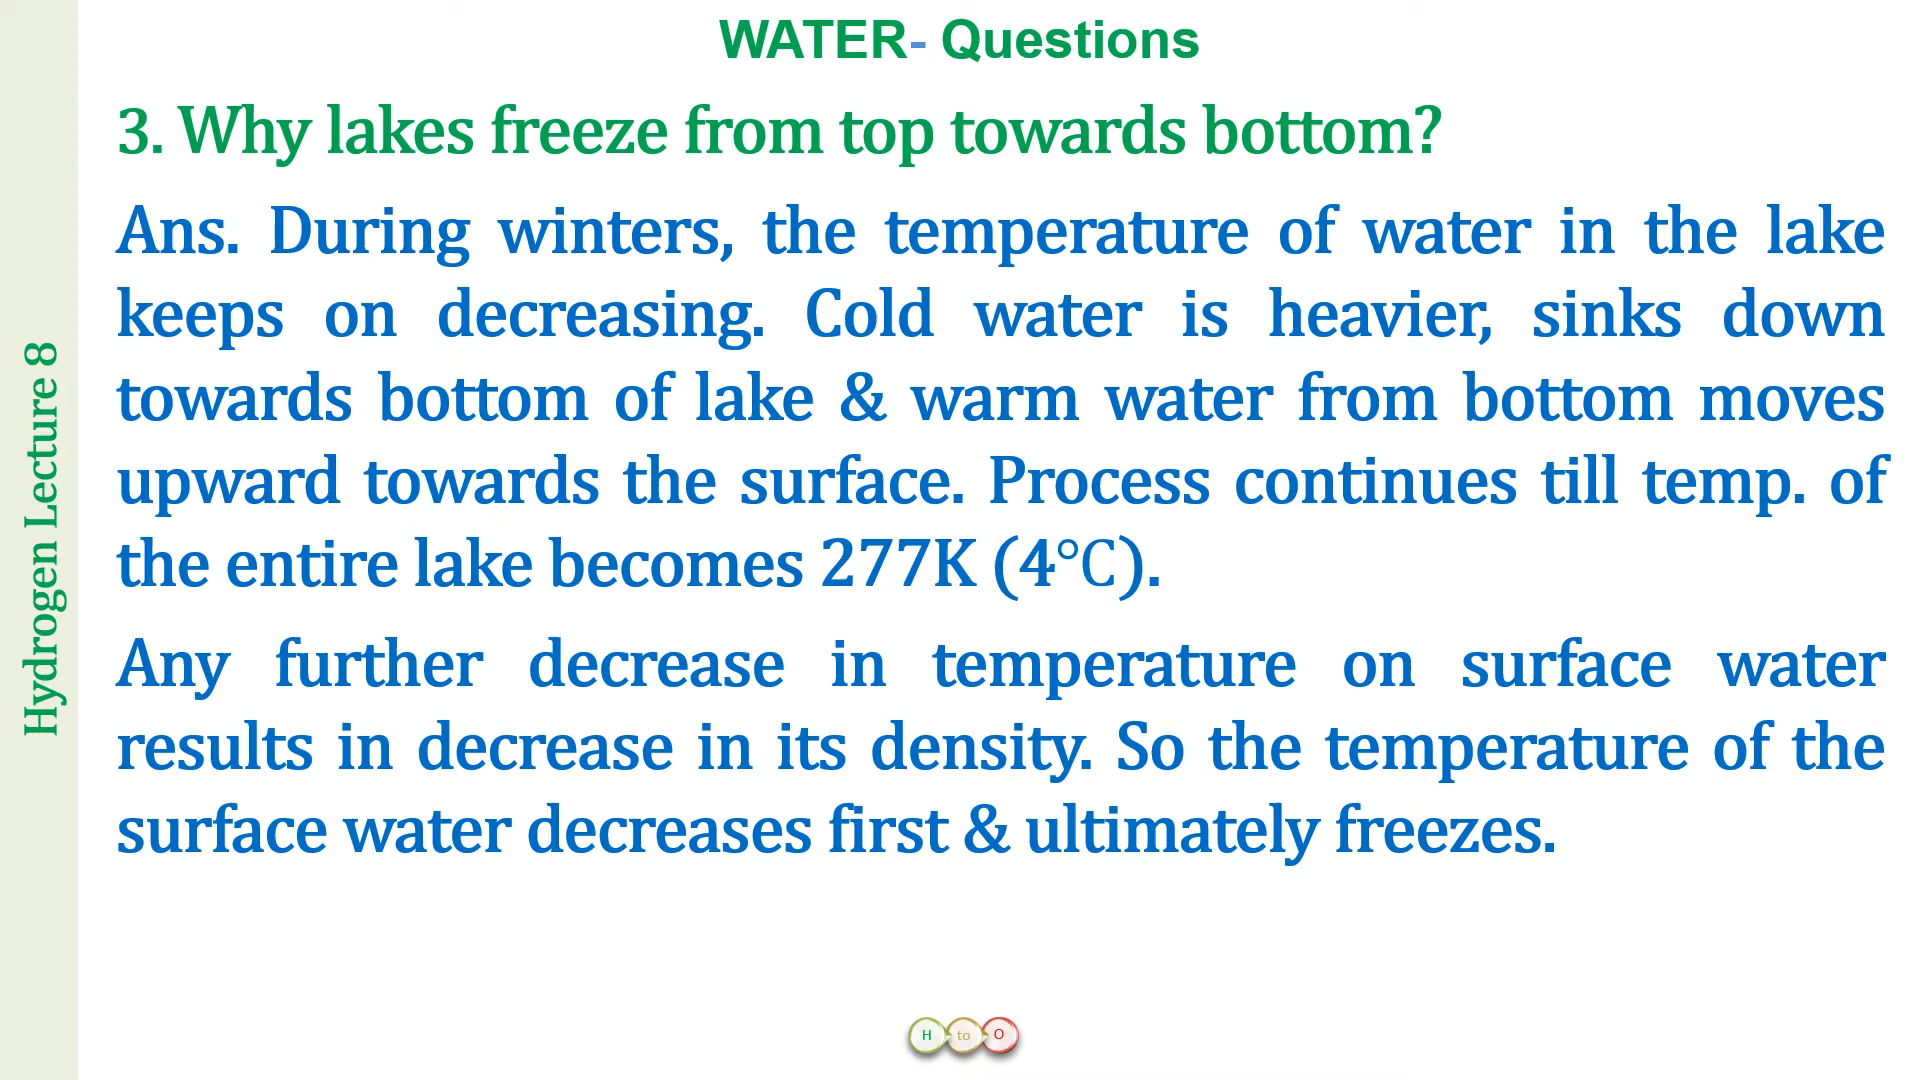 WATER- Questions
3. Why lakes freeze from top towards bottom?
Ans. During winters, the temperature of water in the lake
keeps on decreasing. Cold water is heavier, sinks down
towards bottom of lake & warm water from bottom moves
upward towards the surface. Process continues till temp. of
the entire lake becomes 277K (4°C).
Any further decrease in temperature on surface water
results in decrease in its density. So the temperature of the
surface water decreases first & ultimately freezes.
Hydrogen Lecture 8
H to O